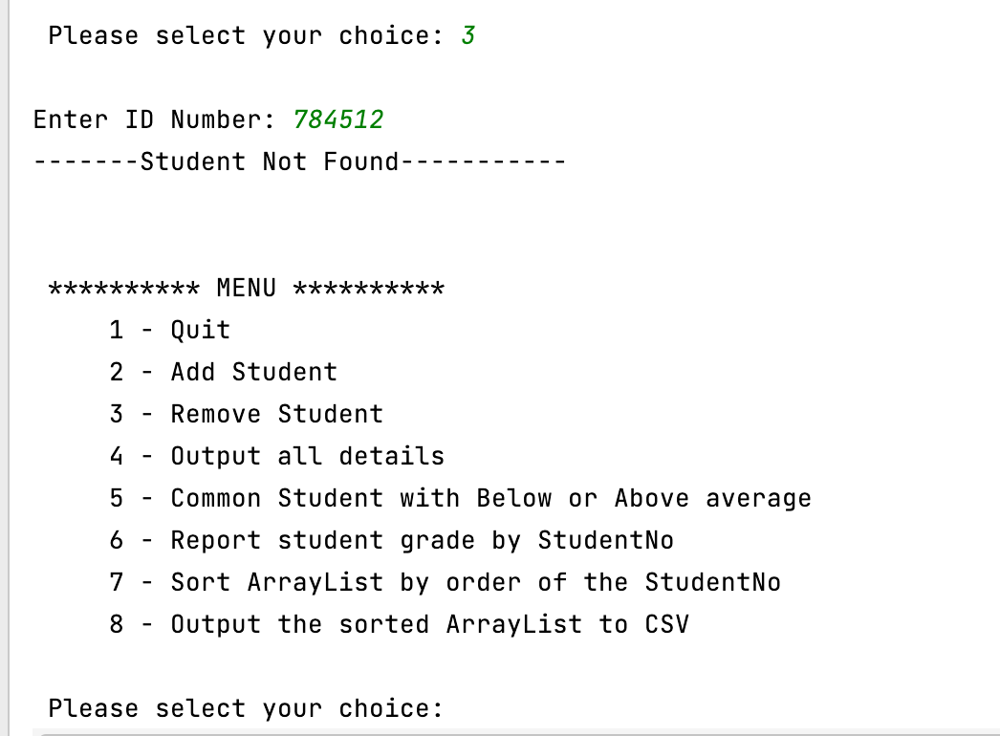 Please select your choice: 3
Enter ID Number: 784512
-------Student Not Found-----------
********** MENU **********
1 - Quit
2 - Add Student
3 - Remove Student
4 - Output all details
5 - Common Student with Below or Above average
6 - Report student grade by StudentNo
7 - Sort ArrayList by order of the StudentNo
8 - Output the sorted ArrayList to CSV
Please select your choice: